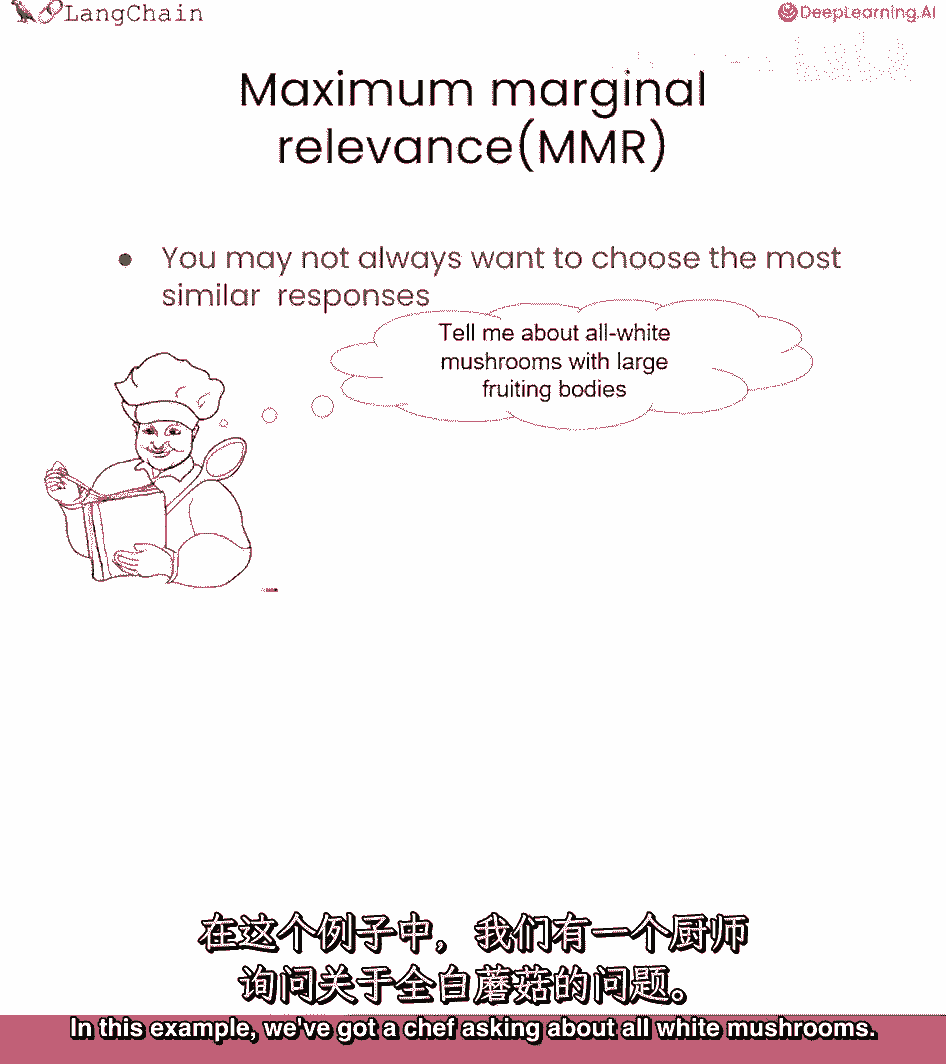 LangChain
DeepLearning.AI
Maximum marginal
relevance(MMR)
● You may not always want to choose the most
similar responses
Tell me about all-white
mushrooms with large
fruiting bodies
在这个例子中，我们有一个厨师
询问关于全白蘑菇的问题。
In this example, we've got a chef asking about all white mushrooms.